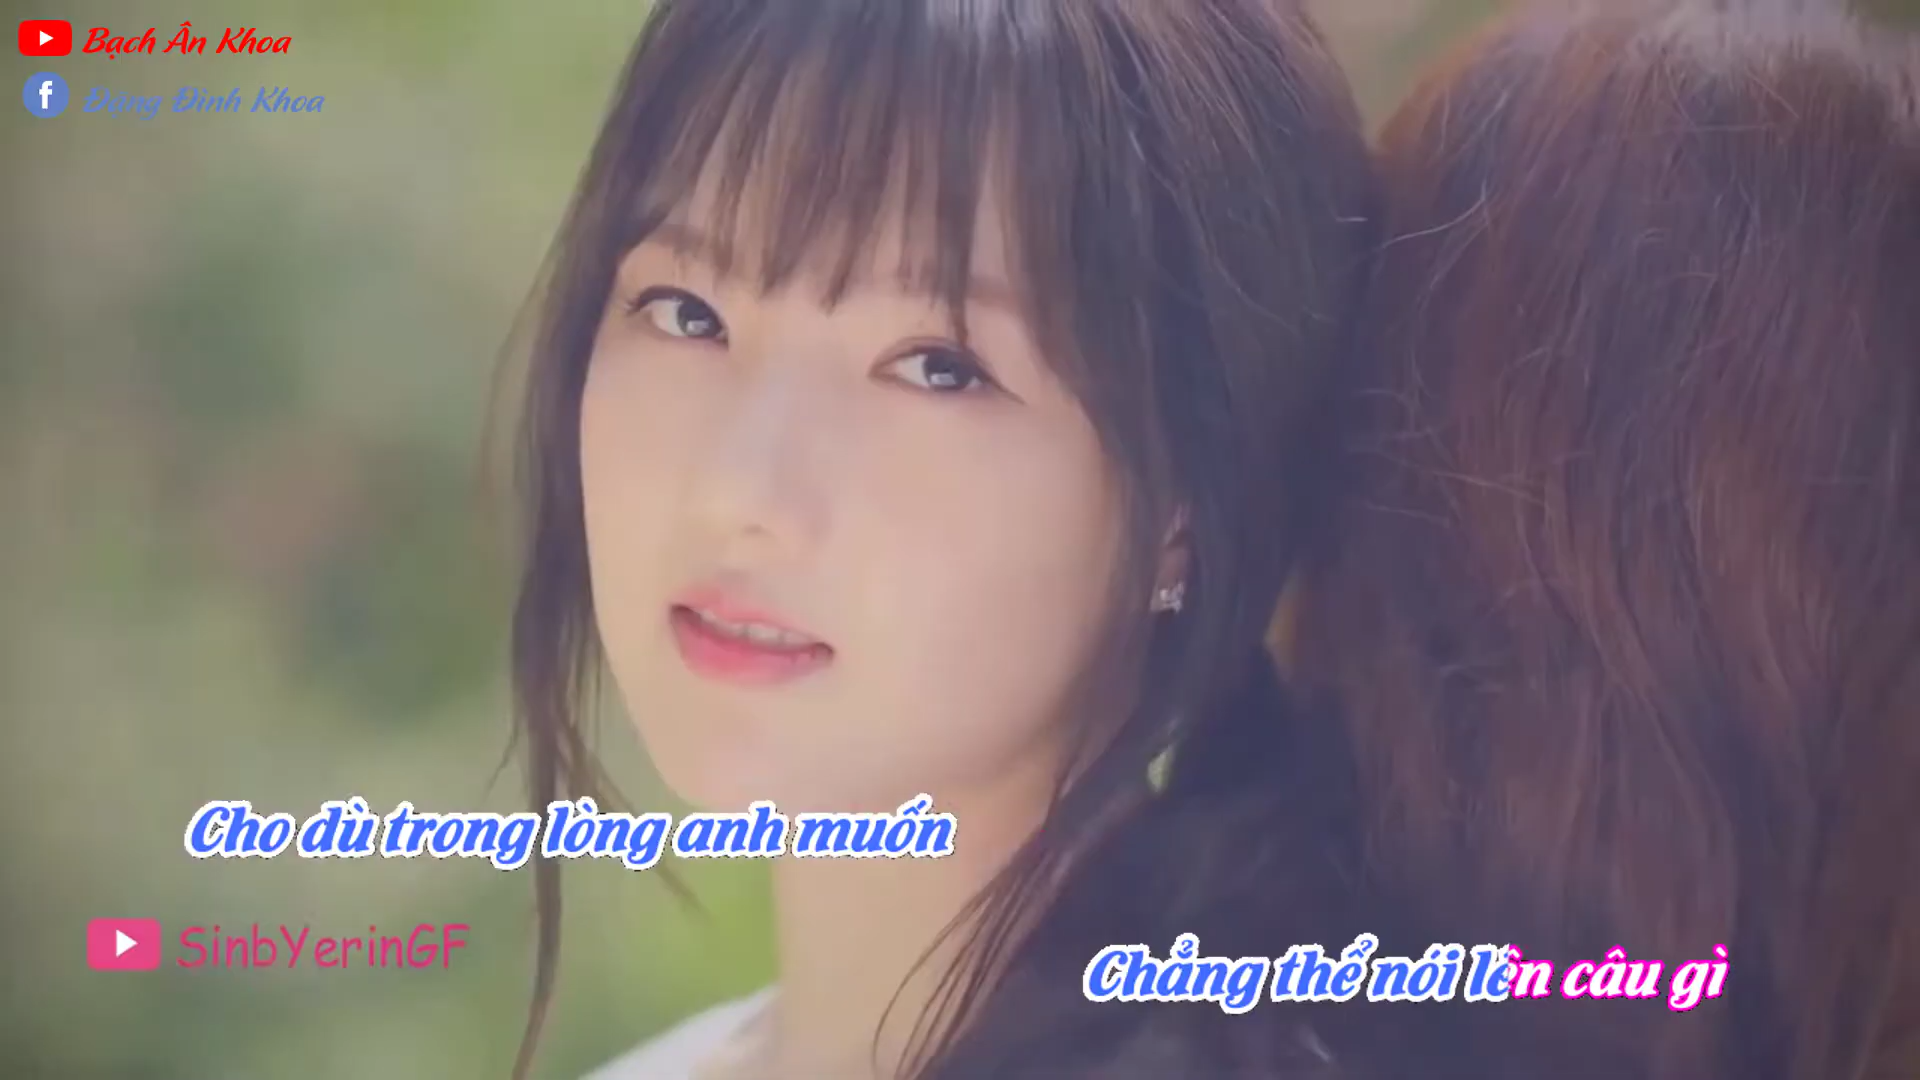 Bạch Ân Khoa
Đặng Đình Khoa
Cho dù trong lòng anh muốn
SinbYerinGF
Chẳng thể nói lên câu gì